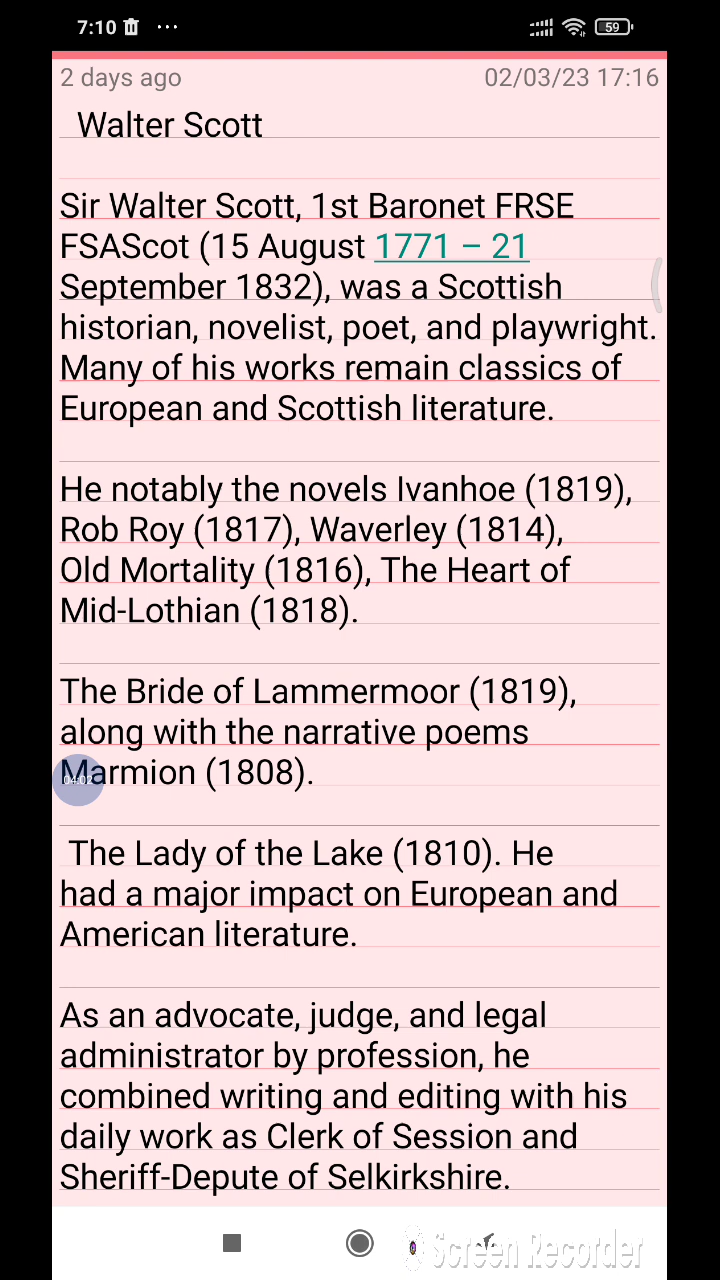 7:10
59
2 days ago 02/03/23 17:16
Walter Scott
Sir Walter Scott, 1st Baronet FRSE
FSAScot (15 August 1771 – 21
September 1832), was a Scottish
historian, novelist, poet, and playwright.
Many of his works remain classics of
European and Scottish literature.
He notably the novels Ivanhoe (1819),
Rob Roy (1817), Waverley (1814),
Old Mortality (1816), The Heart of
Mid-Lothian (1818).
The Bride of Lammermoor (1819),
along with the narrative poems
Marmion (1808).
04:02
The Lady of the Lake (1810). He
had a major impact on European and
American literature.
As an advocate, judge, and legal
administrator by profession, he
combined writing and editing with his
daily work as Clerk of Session and
Sheriff-Depute of Selkirkshire.
Screen Recorder